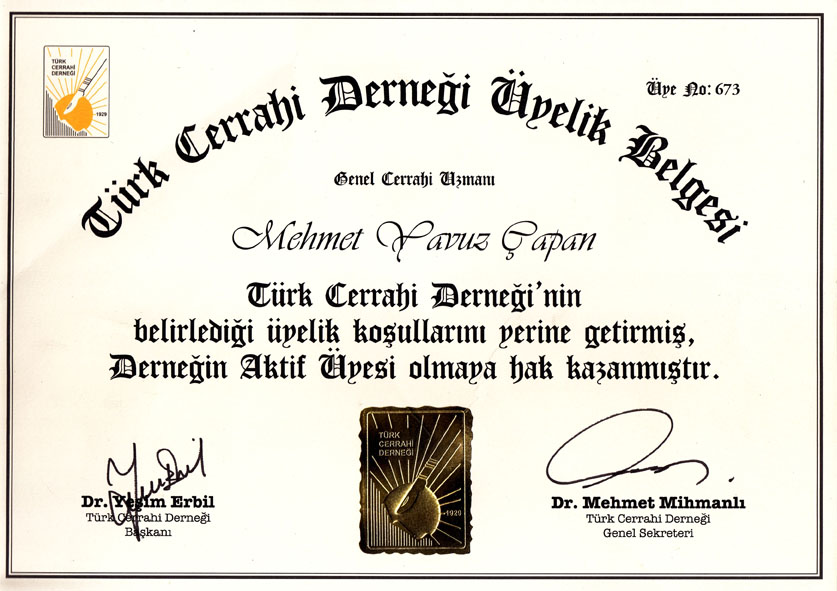 TÜRK
CERRAHİ
DERNEĞİ
1929
Üye No: 673
Türk Cerrahi Derneği Üyelik Belgesi
Genel Cerrahi Uzmanı
Mehmet Yavuz Çapan
Türk Cerrahi Derneği'nin
belirlediği üyelik koşullarını yerine getirmiş,
Derneğin Aktif Üyesi olmaya hak kazanmıştır.
TÜRK
CERRAHİ
DERNEĞİ
1929
Dr. Yeşim Erbil
Türk Cerrahi Derneği
Başkanı
Dr. Mehmet Mihmanlı
Türk Cerrahi Derneği
Genel Sekreteri